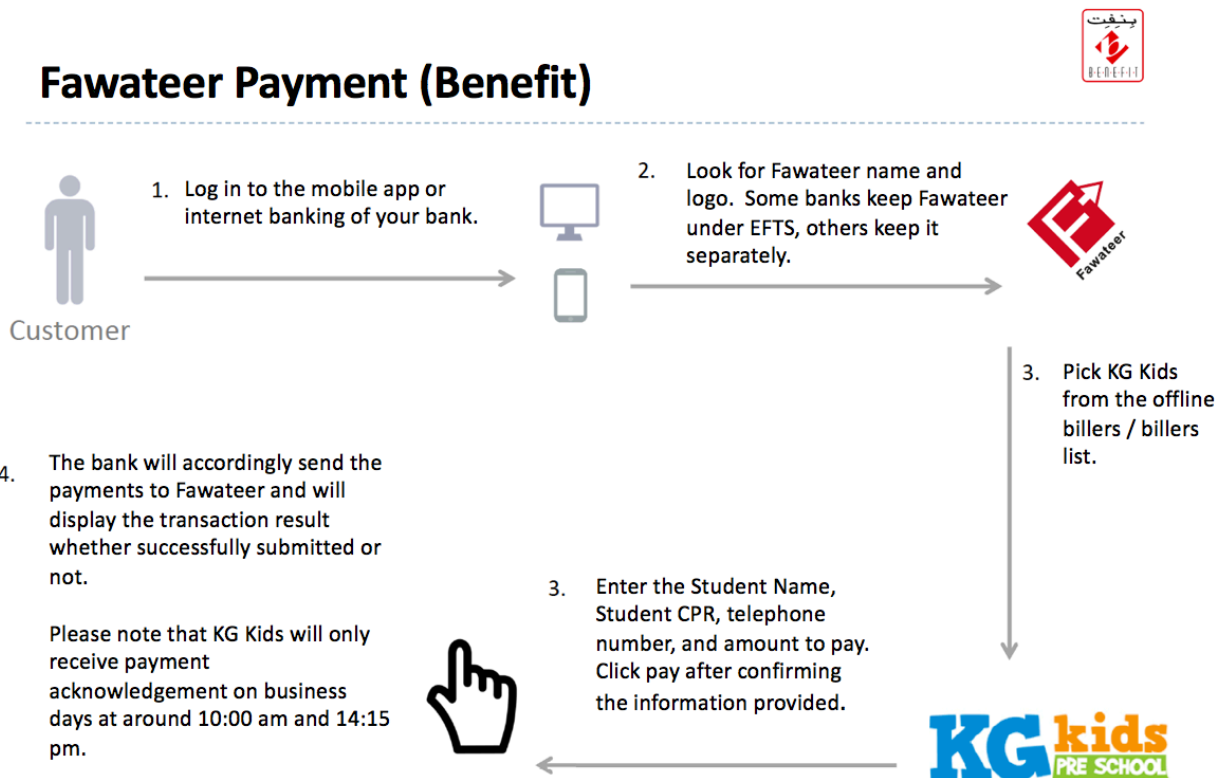 بنفت
BENEFIT
Fawateer Payment (Benefit)
Customer
1. Log in to the mobile app or
internet banking of your bank.
2. Look for Fawateer name and
logo. Some banks keep Fawateer
under EFTS, others keep it
separately.
Fawateer
3. Pick KG Kids
from the offline
billers / billers
list.
3. Enter the Student Name,
Student CPR, telephone
number, and amount to pay.
Click pay after confirming
the information provided.
KG kids
PRE SCHOOL
4. The bank will accordingly send the
payments to Fawateer and will
display the transaction result
whether successfully submitted or
not.
Please note that KG Kids will only
receive payment
acknowledgement on business
days at around 10:00 am and 14:15
pm.